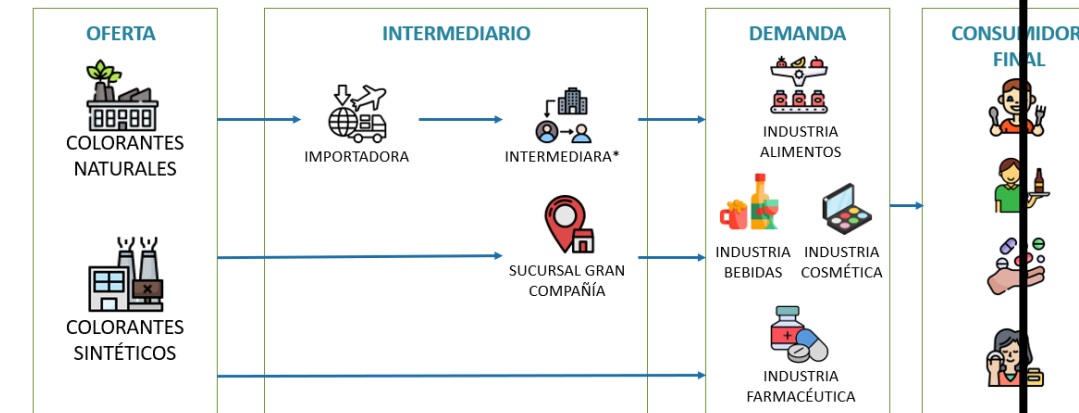 OFERTA
COLORANTES
NATURALES
COLORANTES
SINTÉTICOS
INTERMEDIARIO
IMPORTADORA
INTERMEDIARA*
SUCURSAL GRAN
COMPAÑÍA
DEMANDA
INDUSTRIA
ALIMENTOS
INDUSTRIA
BEBIDAS
INDUSTRIA
COSMÉTICA
INDUSTRIA
FARMACÉUTICA
CONSUMIDOR
FINAL